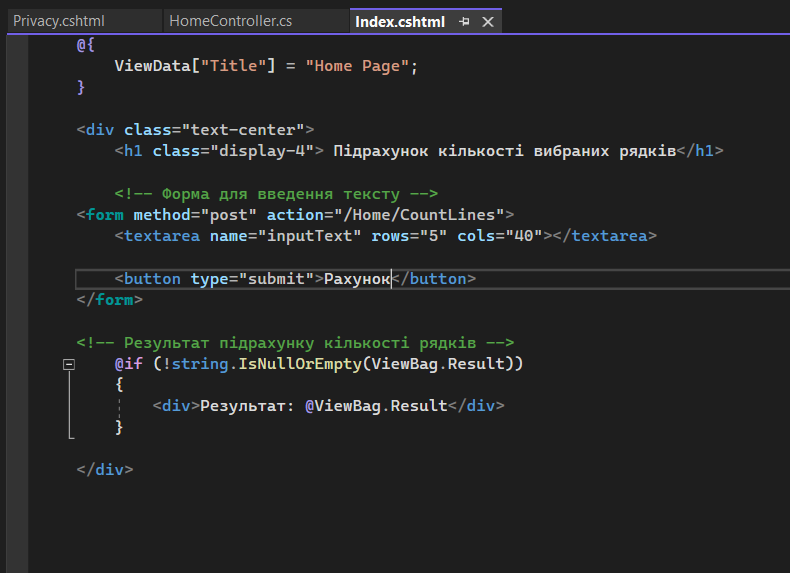 Privacy.cshtml HomeController.cs Index.cshtml
@{
ViewData["Title"] = "Home Page";
}
<div class="text-center">
<h1 class="display-4"> Підрахунок кількості вибраних рядків</h1>
<!-- Форма для введення тексту -->
<form method="post" action="/Home/CountLines">
<textarea name="inputText" rows="5" cols="40"></textarea>
<button type="submit">Рахунок</button>
</form>
<!-- Результат підрахунку кількості рядків -->
@if (!string.IsNullOrEmpty(ViewBag.Result))
{
<div>Результат: @ViewBag.Result</div>
}
</div>